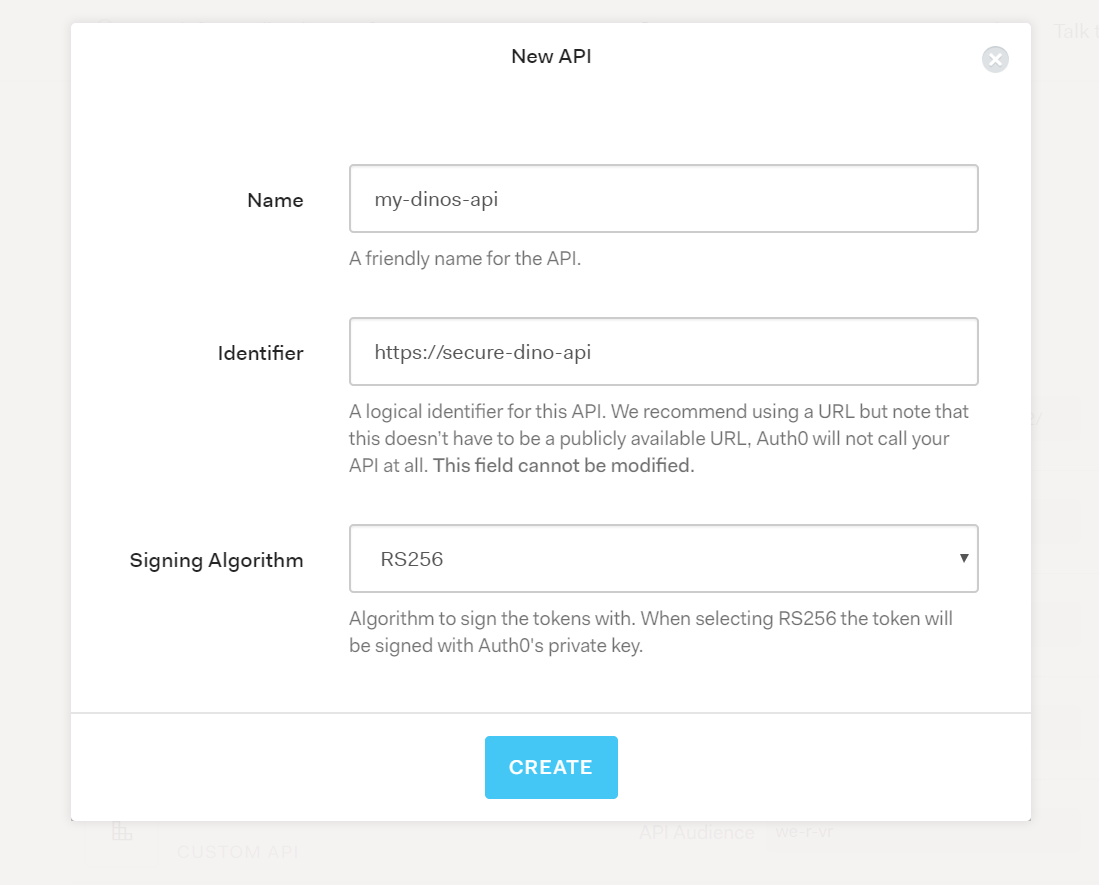 Talk t
New API
Name
my-dinos-api
A friendly name for the API.
Identifier
https://secure-dino-api
A logical identifier for this API. We recommend using a URL but note that
this doesn't have to be a publicly available URL, Auth0 will not call your
API at all. This field cannot be modified.
Signing Algorithm
RS256
Algorithm to sign the tokens with. When selecting RS256 the token will
be signed with Auth0's private key.
CREATE
API Audience we-r-vr
CUSTOM API